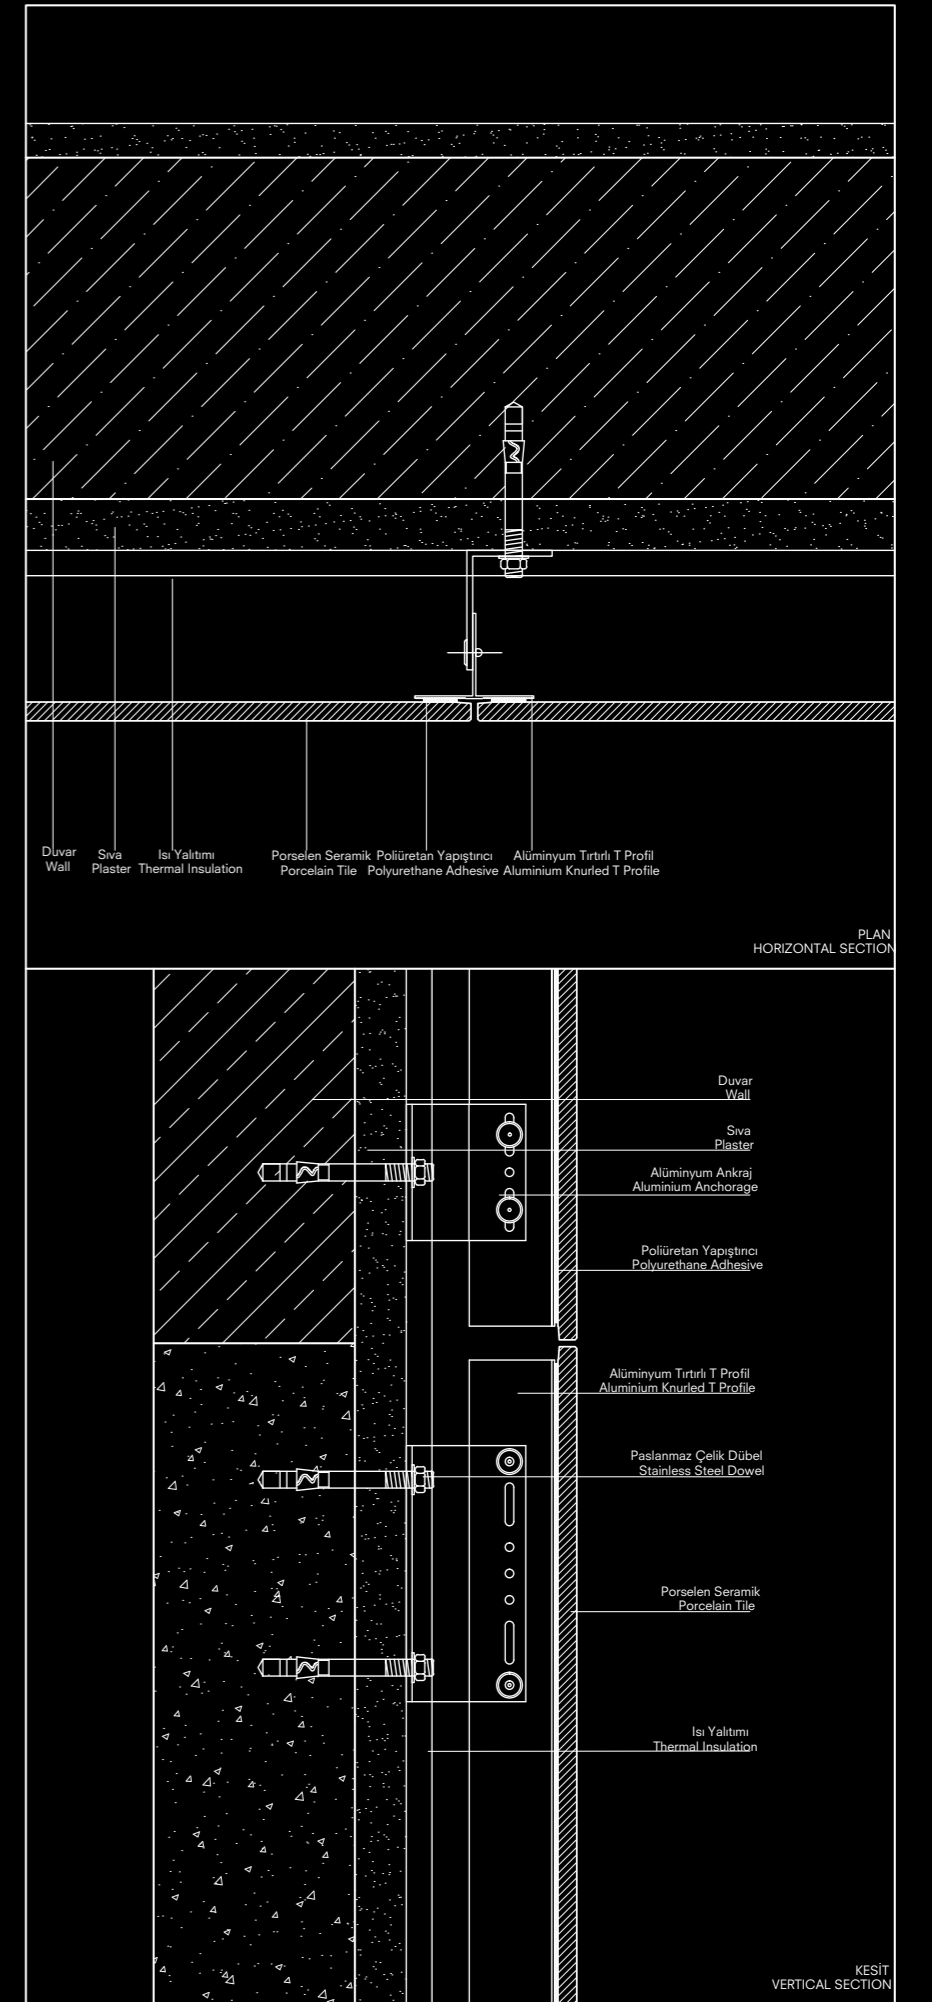 Duvar
Wall
Sıva
Plaster
Isı Yalıtımı
Thermal Insulation
Porselen Seramik
Porcelain Tile
Poliüretan Yapıştırıcı
Polyurethane Adhesive
Alüminyum Tırtırlı T Profil
Aluminium Knurled T Profile
PLAN
HORIZONTAL SECTION
Duvar
Wall
Sıva
Plaster
Alüminyum Ankraj
Aluminium Anchorage
Poliüretan Yapıştırıcı
Polyurethane Adhesive
Alüminyum Tırtırlı T Profil
Aluminium Knurled T Profile
Paslanmaz Çelik Dübel
Stainless Steel Dowel
Porselen Seramik
Porcelain Tile
Isı Yalıtımı
Thermal Insulation
KESİT
VERTICAL SECTION